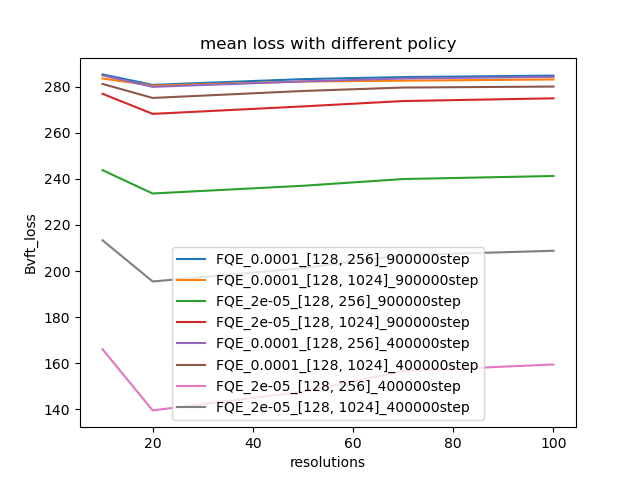 mean loss with different policy
Bvft_loss
280
260
240
220
200
180
160
140
FQE_0.0001_[128, 256]_900000step
FQE_0.0001_[128, 1024]_900000step
FQE_2e-05_[128, 256]_900000step
FQE_2e-05_[128, 1024]_900000step
FQE_0.0001_[128, 256]_400000step
FQE_0.0001_[128, 1024]_400000step
FQE_2e-05_[128, 256]_400000step
FQE_2e-05_[128, 1024]_400000step
20 40 60 80 100
resolutions